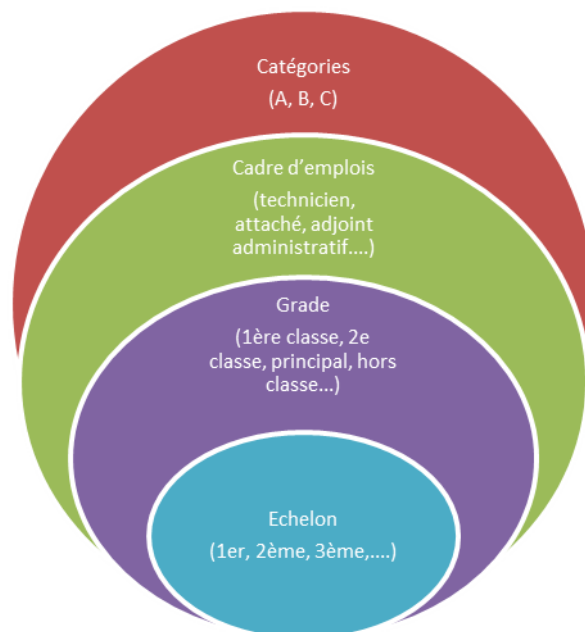 Catégories
(A, B, C)
Cadre d’emplois
(technicien,
attaché, adjoint
administratif....)
Grade
(1ère classe, 2e
classe, principal, hors
classe...)
Echelon
(1er, 2ème, 3ème,....)